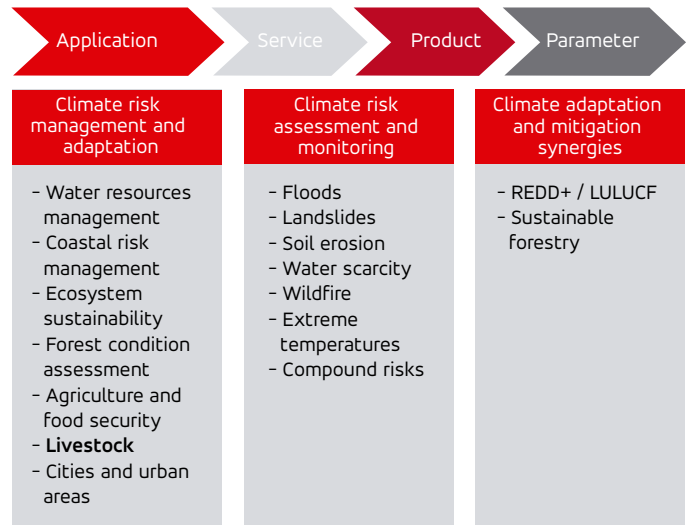 Application
Service
Product
Parameter
Climate risk
management and
adaptation
– Water resources
management
– Coastal risk
management
– Ecosystem
sustainability
– Forest condition
assessment
– Agriculture and
food security
– Livestock
– Cities and urban
areas
Climate risk
assessment and
monitoring
– Floods
– Landslides
– Soil erosion
– Water scarcity
– Wildfire
– Extreme
temperatures
– Compound risks
Climate adaptation
and mitigation
synergies
– REDD+ / LULUCF
– Sustainable
forestry